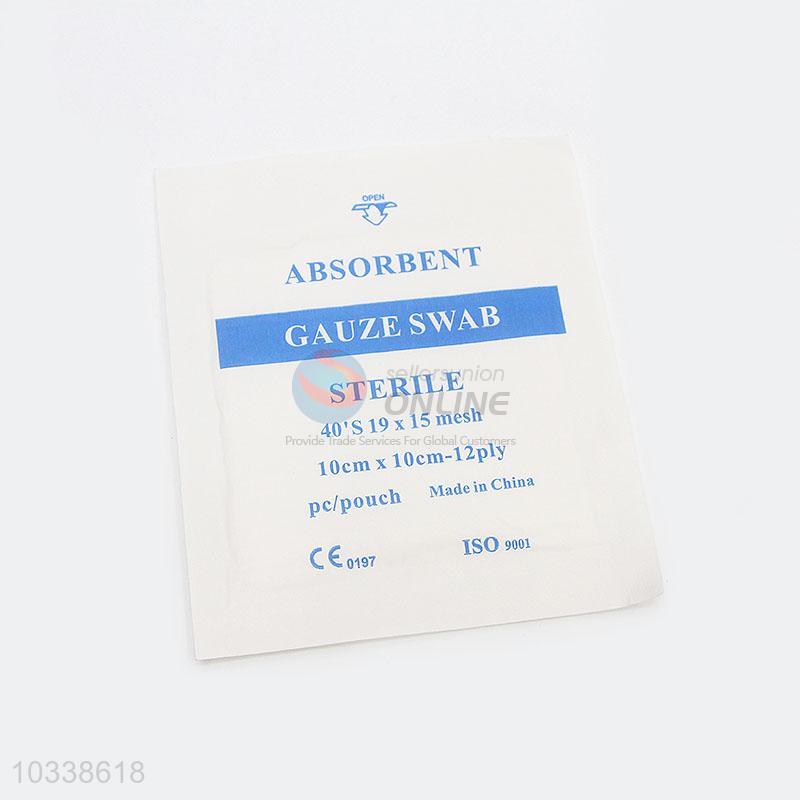 OPEN
ABSORBENT
GAUZE SWAB
STERILE
sellersunion
ONLINE
40'S 19 x 15 mesh
Provide Trade Services For Global Customers
10cm x 10cm-12ply
pc/pouch Made in China
CE 0197 ISO 9001
10338618